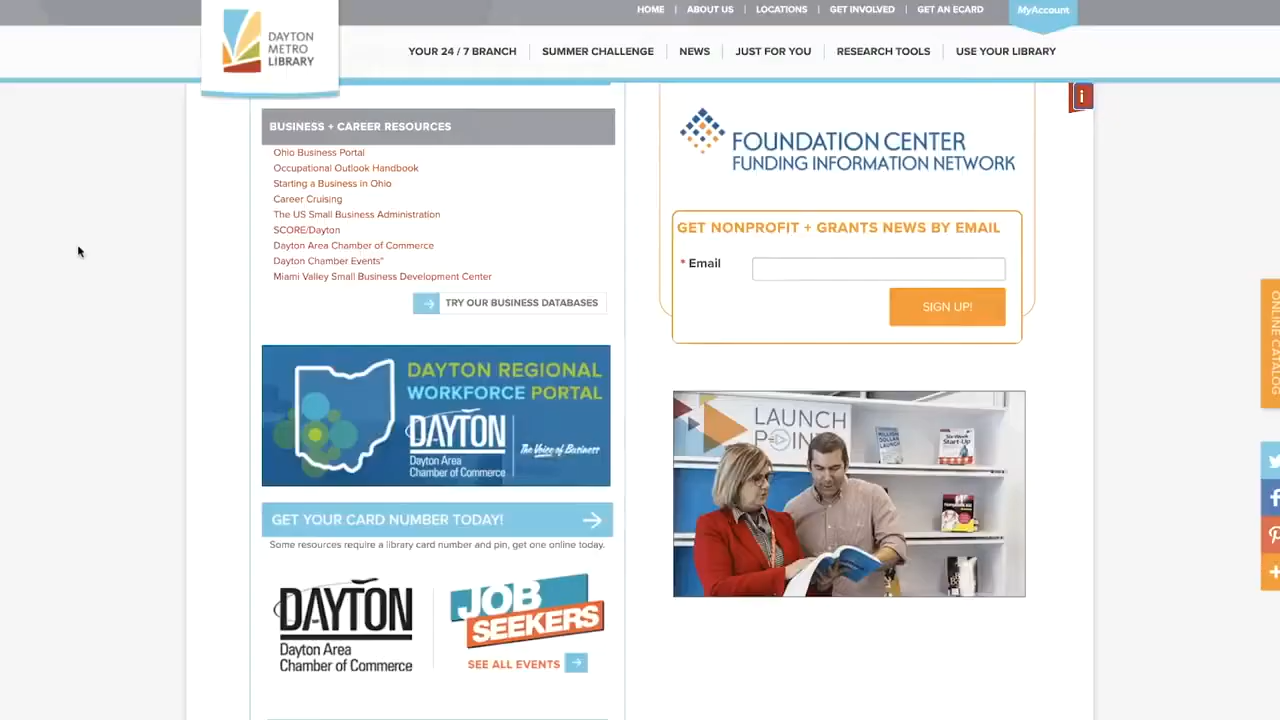 HOME
ABOUT US
LOCATIONS
GET INVOLVED
GET AN ECARD
MyAccount
DAYTON
METRO
LIBRARY
YOUR 24 / 7 BRANCH
SUMMER CHALLENGE
NEWS
JUST FOR YOU
RESEARCH TOOLS
USE YOUR LIBRARY
BUSINESS + CAREER RESOURCES
Ohio Business Portal
Occupational Outlook Handbook
Starting a Business in Ohio
Career Cruising
The US Small Business Administration
SCORE/Dayton
Dayton Area Chamber of Commerce
Dayton Chamber Events"
Miami Valley Small Business Development Center
TRY OUR BUSINESS DATABASES
DAYTON REGIONAL
WORKFORCE PORTAL
DAYTON
Dayton Area
Chamber of Commerce
The Voice of Business
GET YOUR CARD NUMBER TODAY!
Some resources require a library card number and pin, get one online today.
DAYTON
Dayton Area
Chamber of Commerce
JOB
SEEKERS
SEE ALL EVENTS
i
FOUNDATION CENTER
FUNDING INFORMATION NETWORK
GET NONPROFIT + GRANTS NEWS BY EMAIL
* Email
SIGN UP!
LAUNCH
POINT
MILLION
DOLLAR
LAUNCH
Start-Up
ONLINE CATALOG